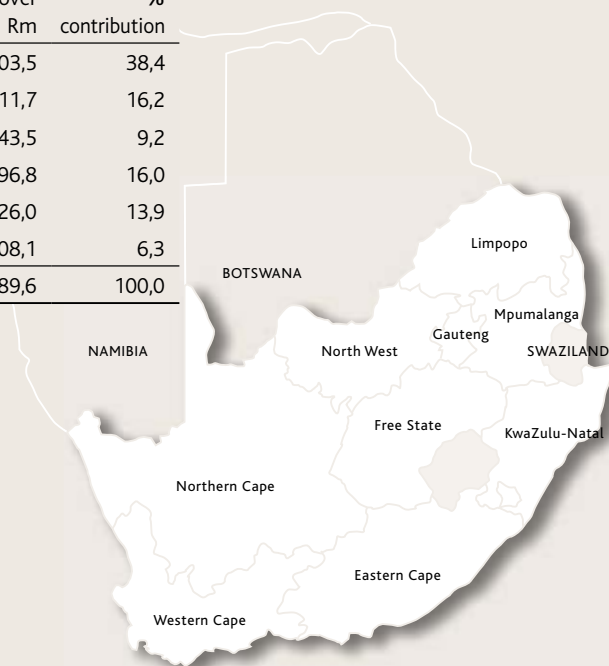 %
Rm contribution
03,5 38,4
11,7 16,2
43,5 9,2
96,8 16,0
26,0 13,9
08,1 6,3
89,6 100,0
Limpopo
BOTSWANA
Mpumalanga
Gauteng
NAMIBIA
North West
SWAZILAND
Free State
KwaZulu-Natal
Northern Cape
Eastern Cape
Western Cape